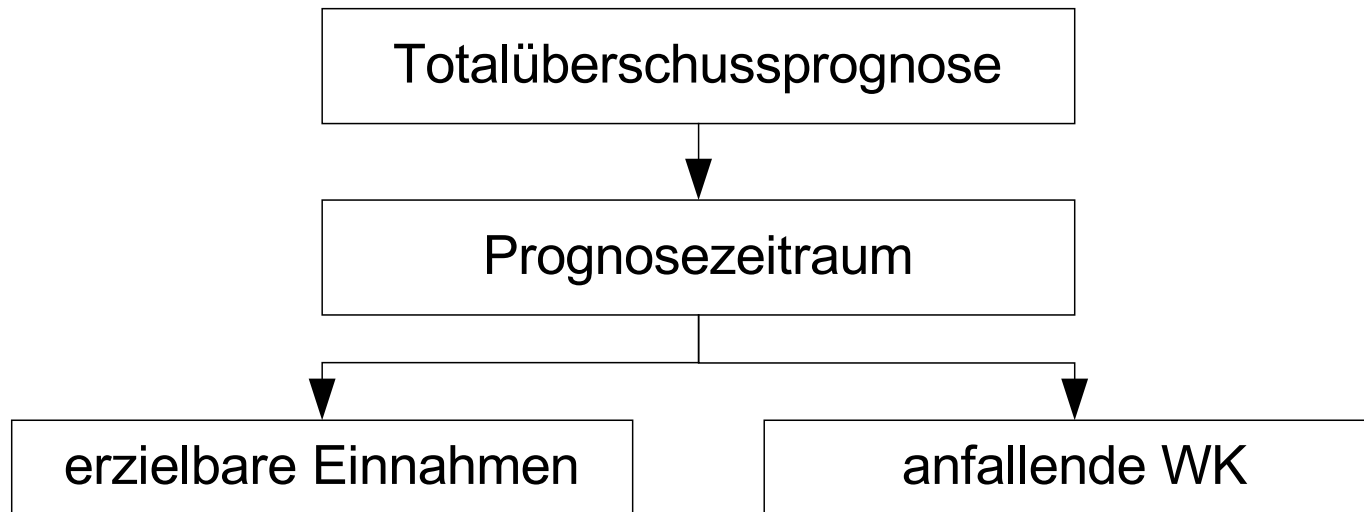 Totalüberschussprognose
Prognosezeitraum
erzielbare Einnahmen
anfallende WK